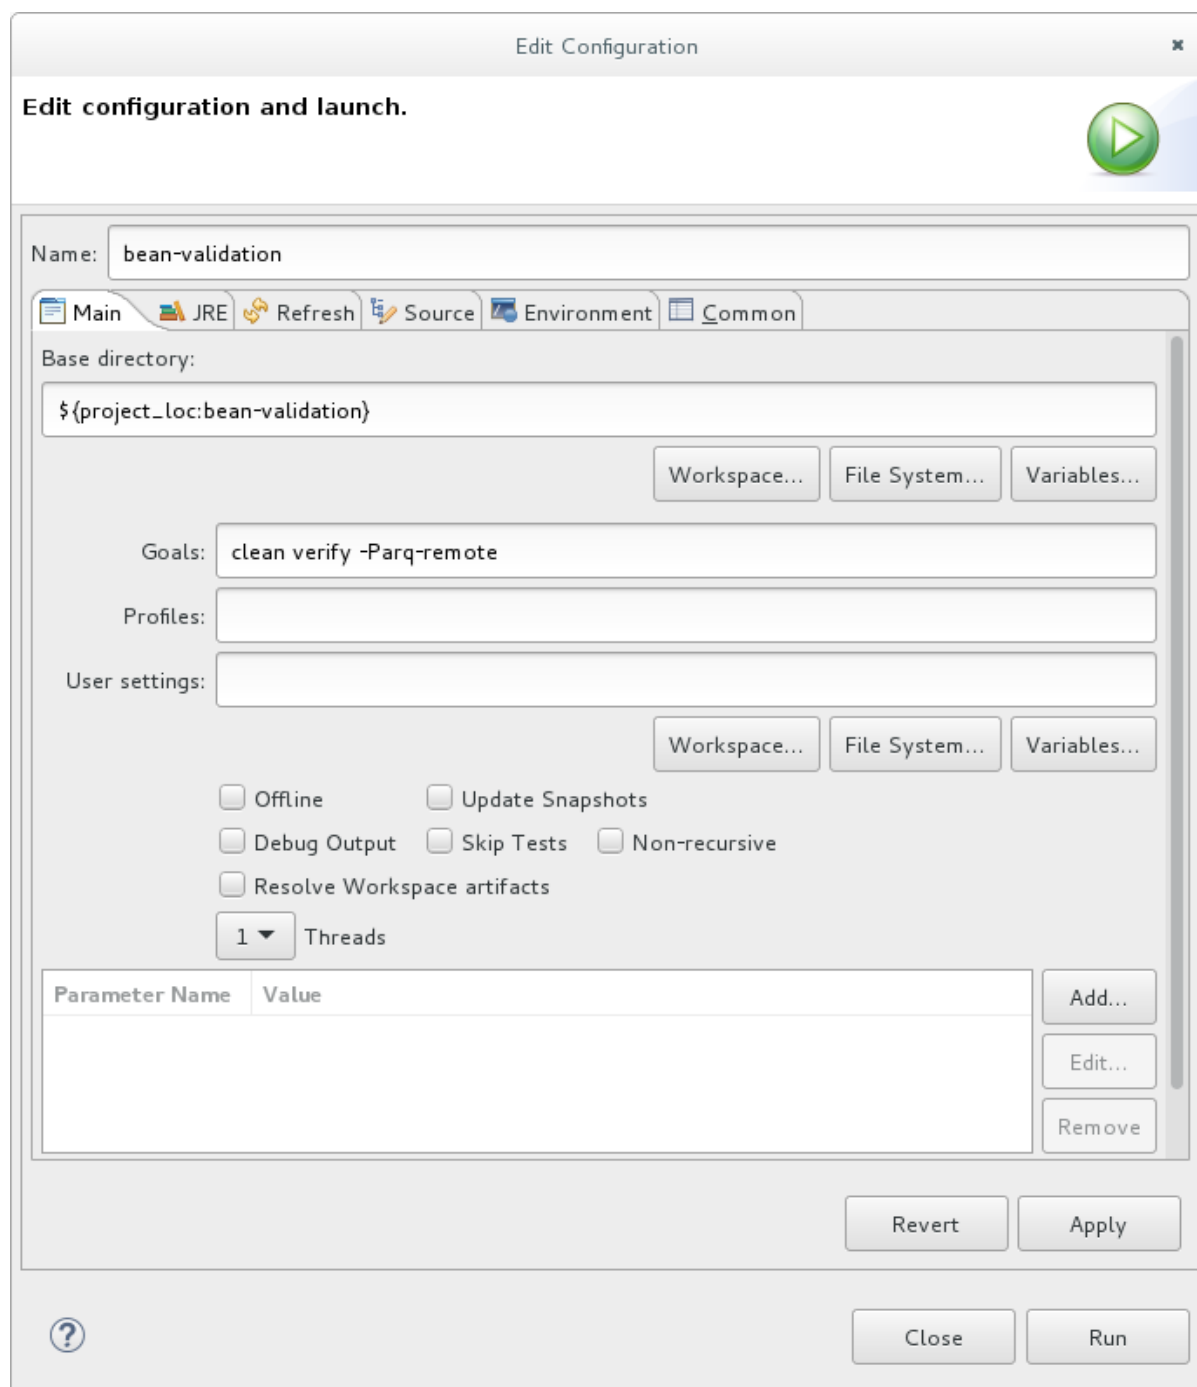 Edit Configuration
Edit configuration and launch.
Name: bean-validation
Main JRE Refresh Source Environment Common
Base directory:
${project_loc:bean-validation}
Workspace... File System... Variables...
Goals: clean verify -Parq-remote
Profiles:
User settings:
Workspace... File System... Variables...
Offline Update Snapshots
Debug Output Skip Tests Non-recursive
Resolve Workspace artifacts
1 Threads
Parameter Name Value Add...
Edit...
Remove
Revert Apply
? Close Run